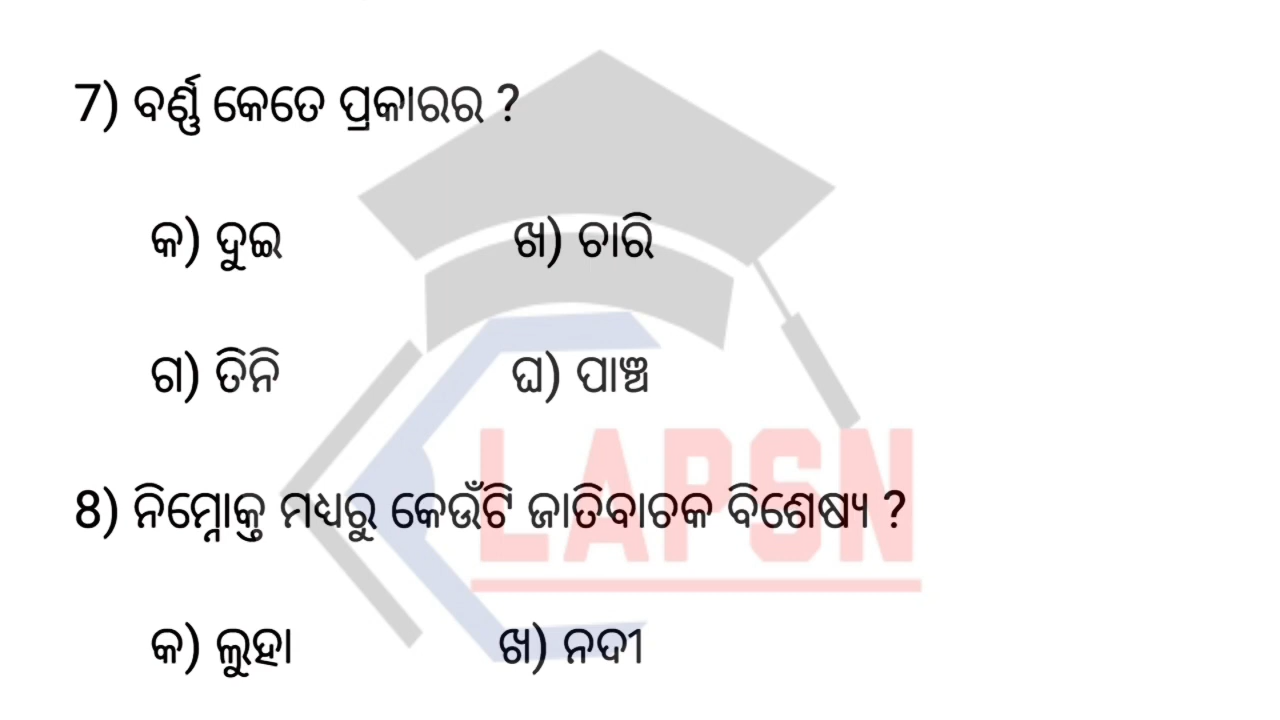 7) ବର୍ଣ୍ଣ କେତେ ପ୍ରକାରର ?
କ) ଦୁଇ ଖ) ଚାରି
ଗ) ତିନି ଘ) ପାଞ୍ଚ
LAPSN
8) ନିମ୍ନୋକ୍ତ ମଧ୍ୟରୁ କେଉଁଟି ଜାତିବାଚକ ବିଶେଷ୍ୟ ?
କ) ଲୁହା ଖ) ନଦୀ